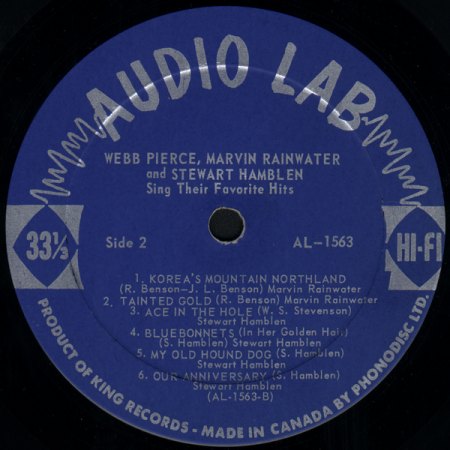 AUDIO LAB
WEBB PIERCE, MARVIN RAINWATER
and STEWART HAMBLEN
Sing Their Favorite Hits
33⅓
Side 2
AL-1563
HI-FI
1. KOREA'S MOUNTAIN NORTHLAND
(R. Benson-J. L. Benson) Marvin Rainwater
2. TAINTED GOLD (R. Benson) Marvin Rainwater
3. ACE IN THE HOLE (W. S. Stevenson)
Stewart Hamblen
4. BLUEBONNETS (In Her Golden Hair)
(S. Hamblen) Stewart Hamblen
5. MY OLD HOUND DOG (S. Hamblen)
Stewart Hamblen
6. OUR ANNIVERSARY (S. Hamblen)
Stewart Hamblen
(AL-1563-B)
PRODUCT OF KING RECORDS - MADE IN CANADA BY PHONODISC LTD.